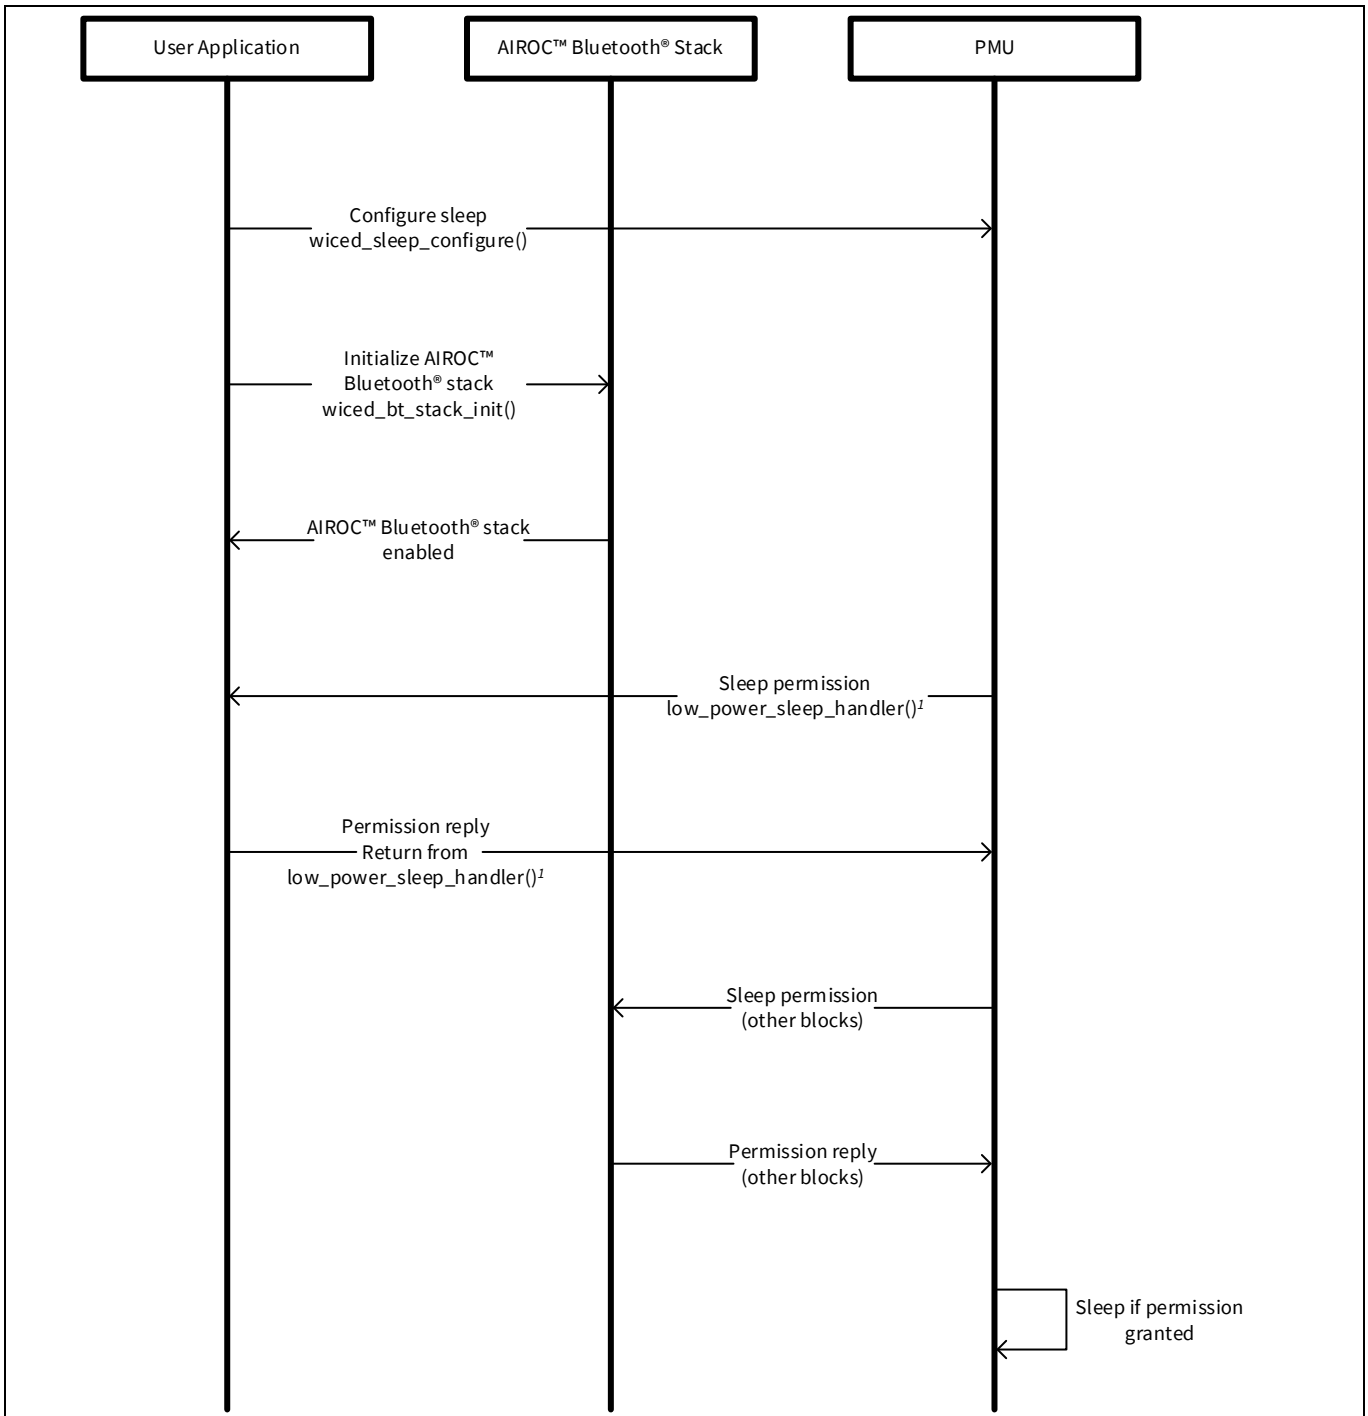 User Application
AIROC™ Bluetooth® Stack
PMU
Configure sleep
wiced_sleep_configure()
Initialize AIROC™
Bluetooth® stack
wiced_bt_stack_init()
AIROC™ Bluetooth® stack
enabled
Sleep permission
low_power_sleep_handler()¹
Permission reply
Return from
low_power_sleep_handler()¹
Sleep permission
(other blocks)
Permission reply
(other blocks)
Sleep if permission
granted